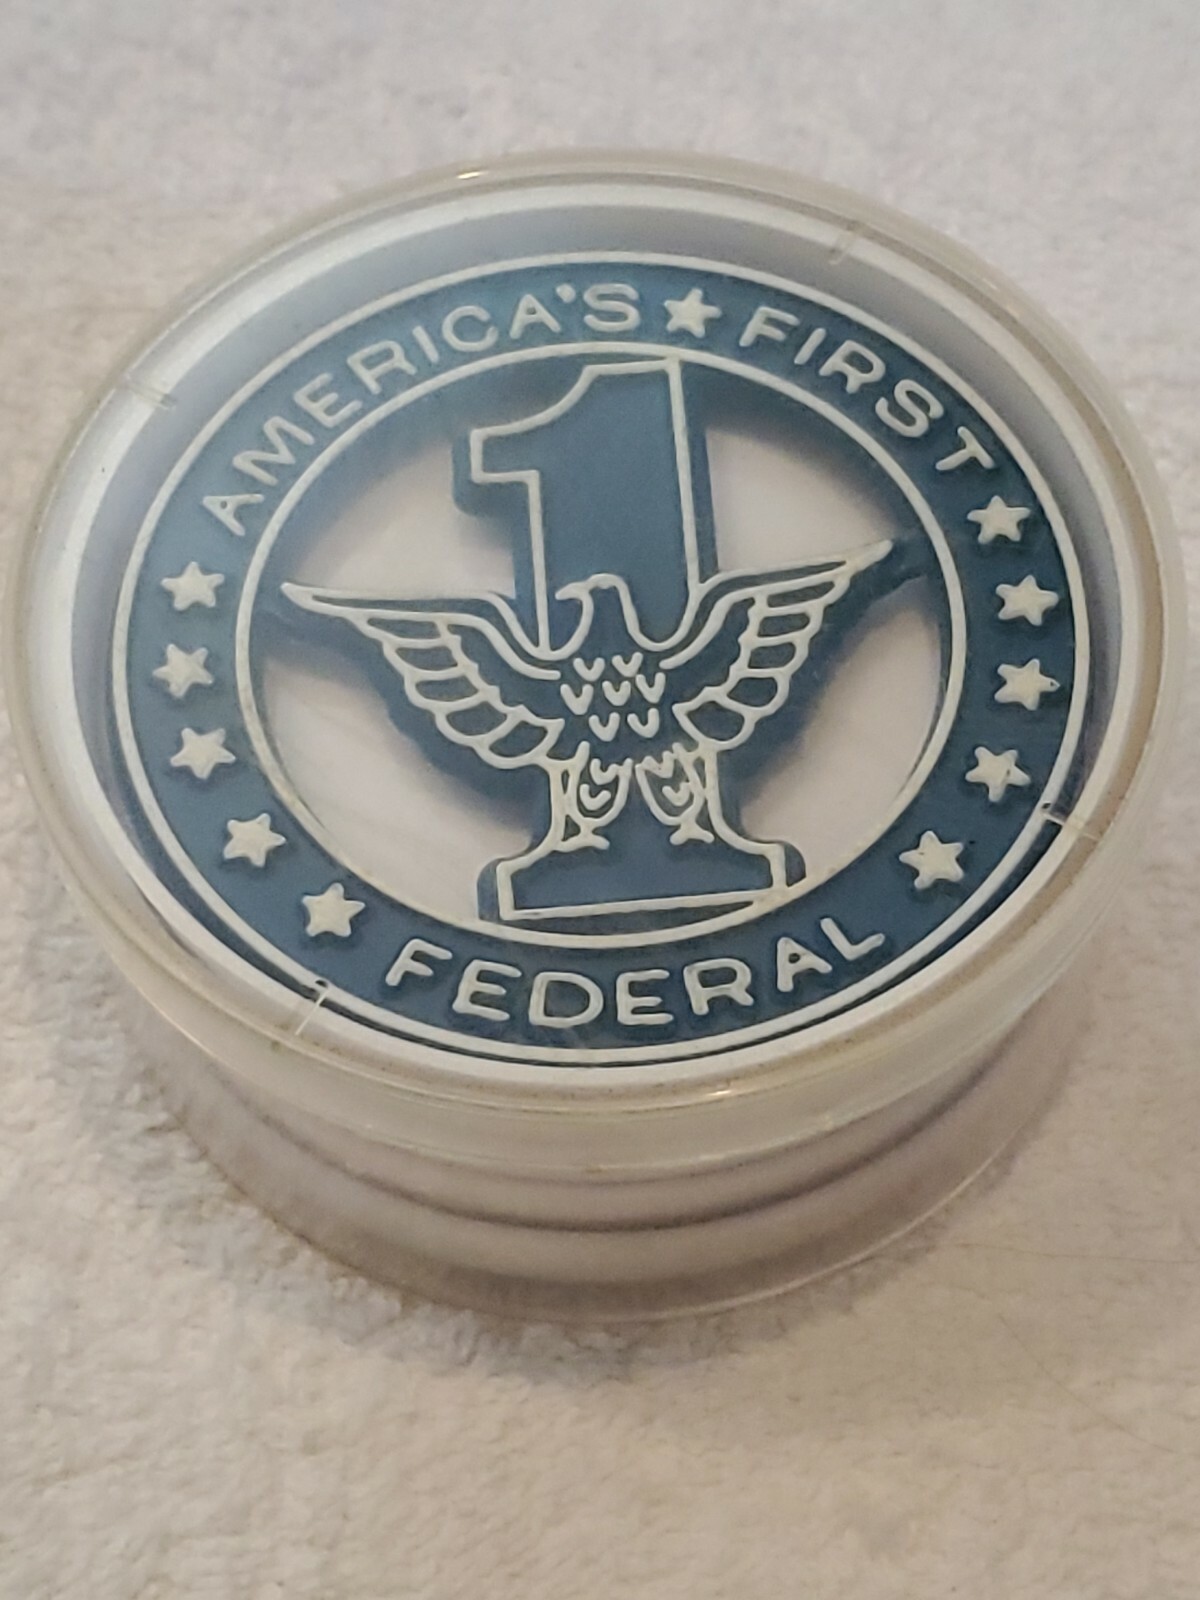 AMERICA'S ★ FIRST
1
FEDERAL